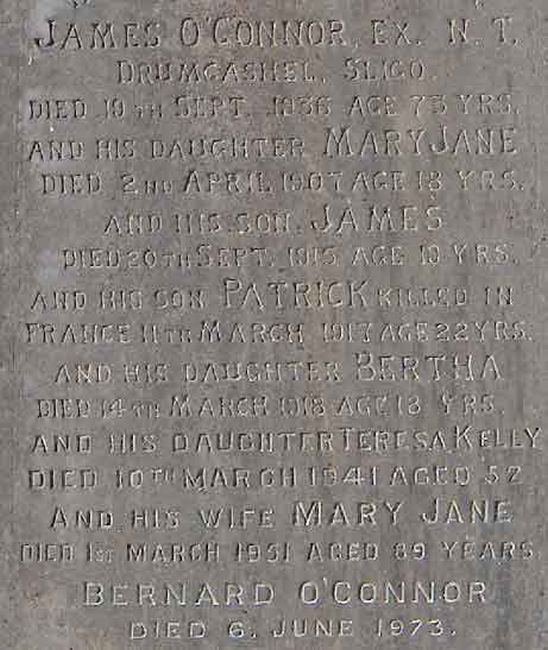 JAMES O'CONNOR, EX. N.T.
DRUMCASHEL, SLIGO.
DIED 19TH SEPT. 1936 AGE 73 YRS.
AND HIS DAUGHTER MARY JANE
DIED 2ND APRIL 1907 AGE 18 YRS.
AND HIS SON JAMES
DIED 20TH SEPT. 1915 AGE 19 YRS.
AND HIS SON PATRICK KILLED IN
FRANCE 11TH MARCH 1917 AGE 22 YRS.
AND HIS DAUGHTER BERTHA
DIED 14TH MARCH 1918 AGE 18 YRS.
AND HIS DAUGHTER TERESA KELLY
DIED 10TH MARCH 1941 AGED 52
AND HIS WIFE MARY JANE
DIED 1ST MARCH 1951 AGED 89 YEARS
BERNARD O'CONNOR
DIED 6. JUNE 1973.